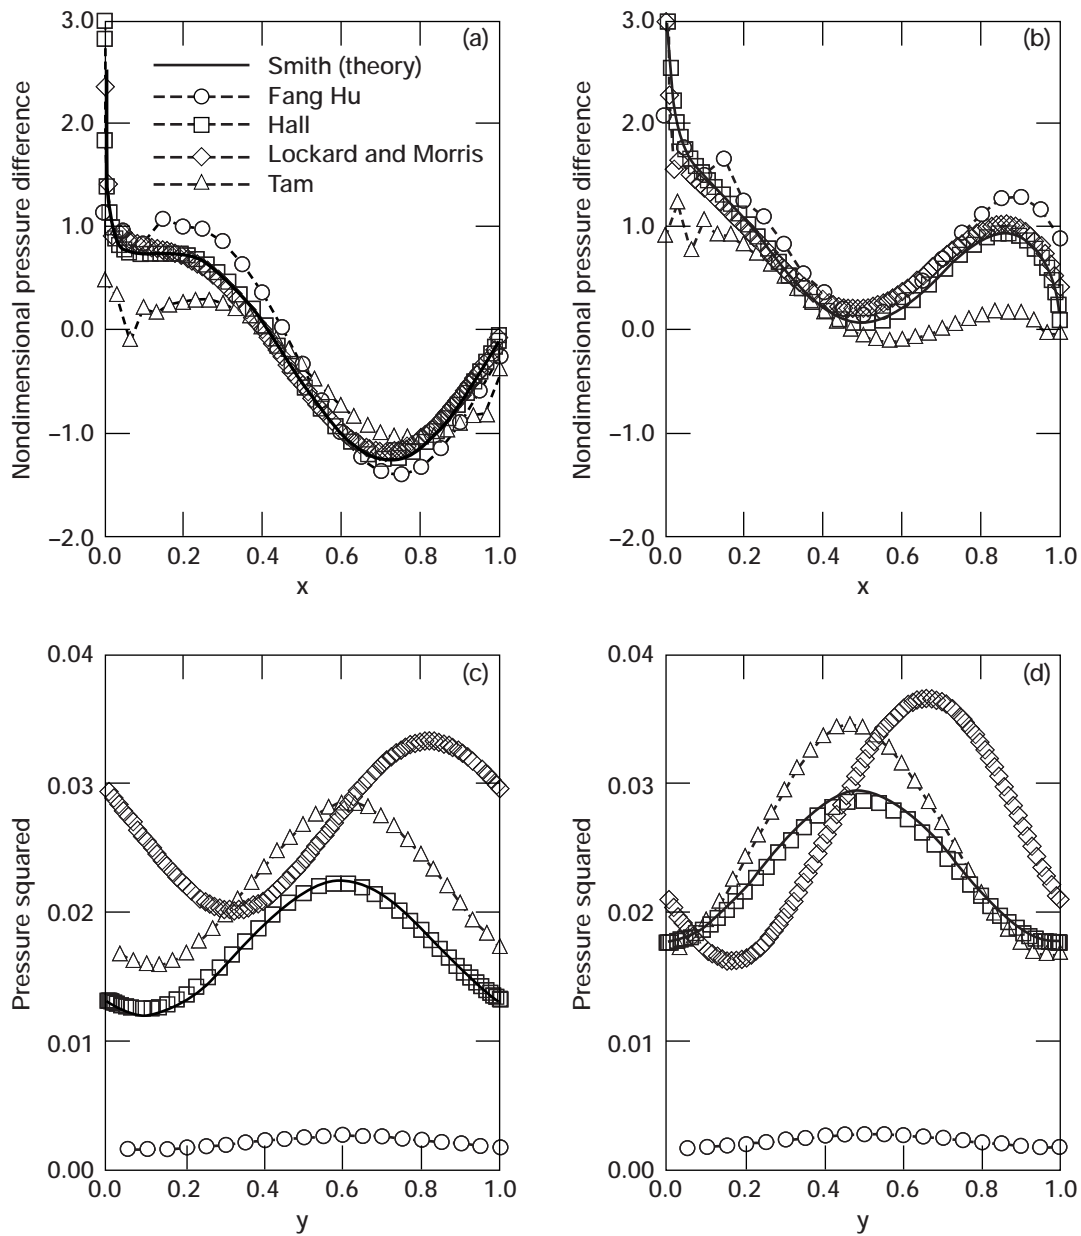 (a)
Smith (theory)
Fang Hu
Hall
Lockard and Morris
Tam
Nondimensional pressure difference
3.0
2.0
1.0
0.0
−1.0
−2.0
0.0 0.2 0.4 0.6 0.8 1.0
x
(b)
Nondimensional pressure difference
3.0
2.0
1.0
0.0
−1.0
−2.0
0.0 0.2 0.4 0.6 0.8 1.0
x
(c)
Pressure squared
0.04
0.03
0.02
0.01
0.00
0.0 0.2 0.4 0.6 0.8 1.0
y
(d)
Pressure squared
0.04
0.03
0.02
0.01
0.00
0.0 0.2 0.4 0.6 0.8 1.0
y